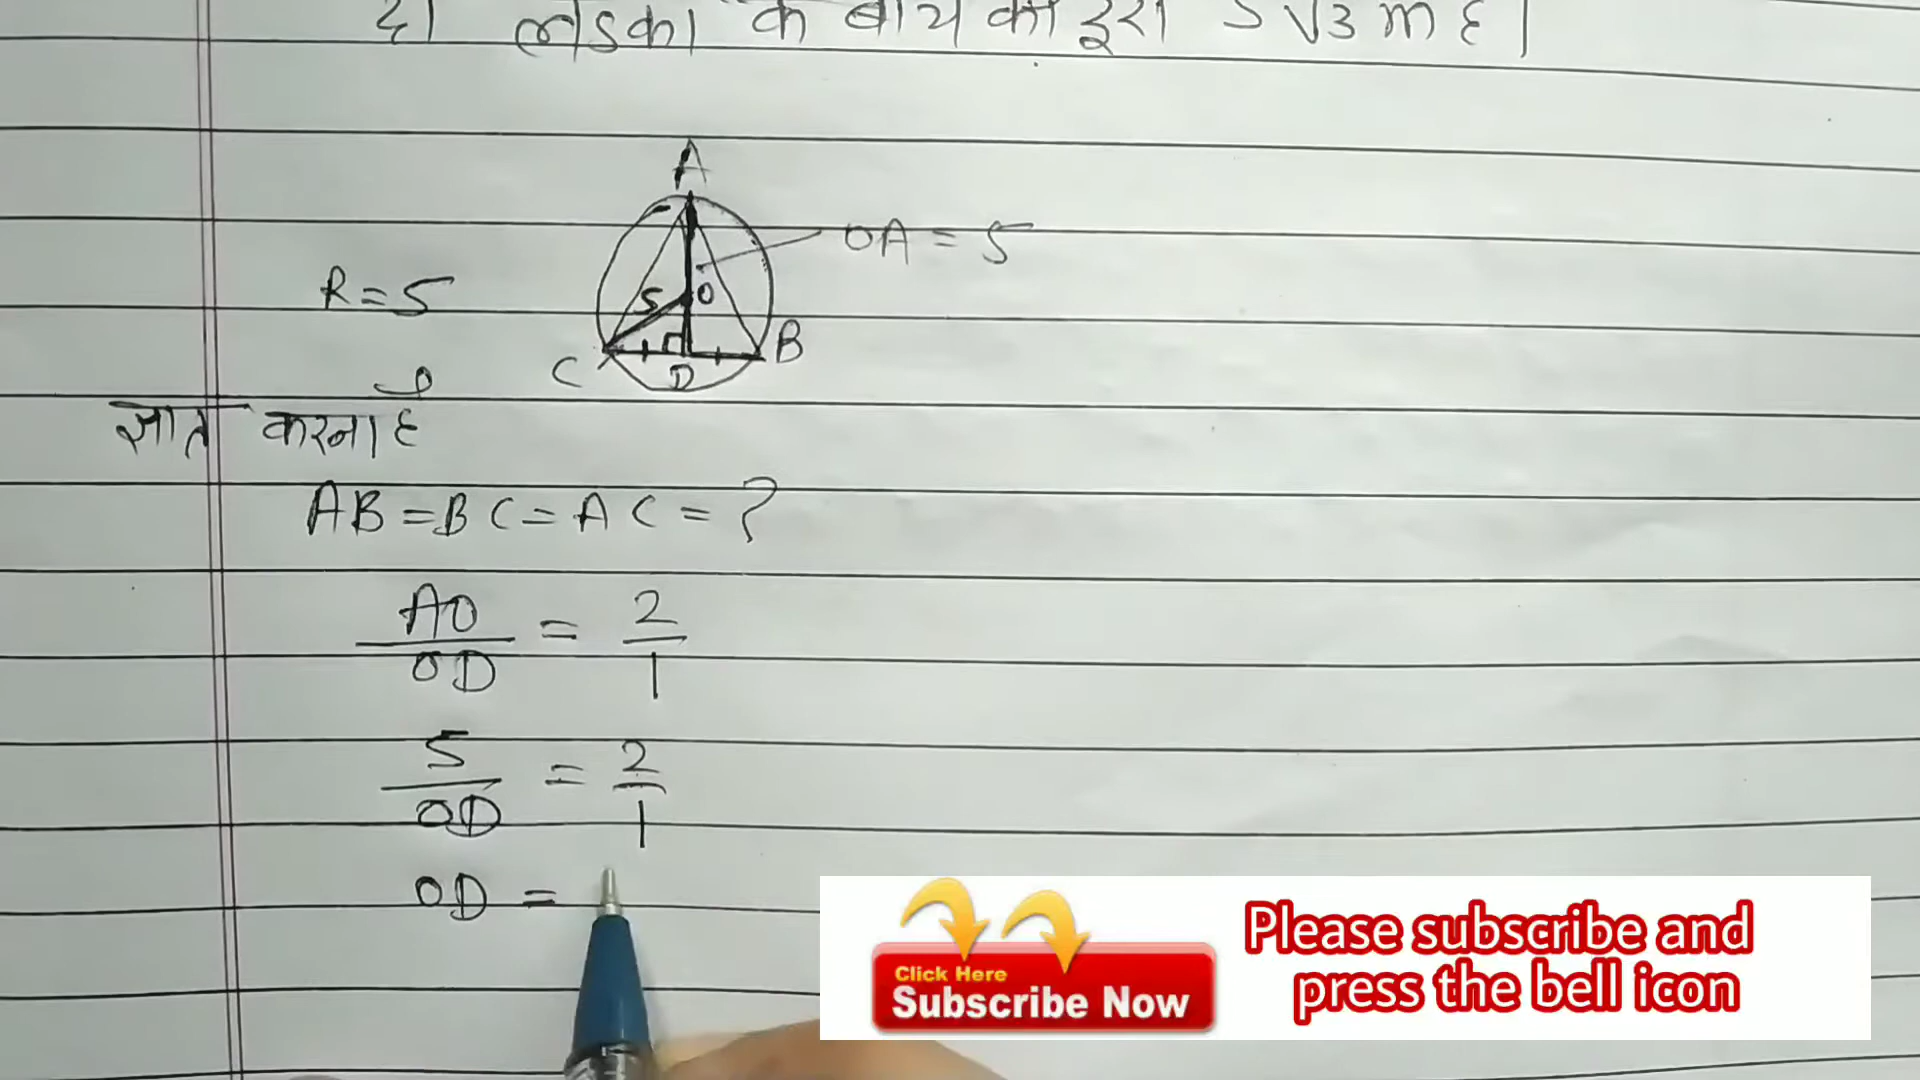 लड़को के बीच की दूरी 5√3 m है।
A
OA = 5
R = 5
5 O
C D B
ज्ञात करना है
AB = BC = AC = ?
AO/OD = 2/1
5/OD = 2/1
OD =
Click Here
Subscribe Now
Please subscribe and
press the bell icon